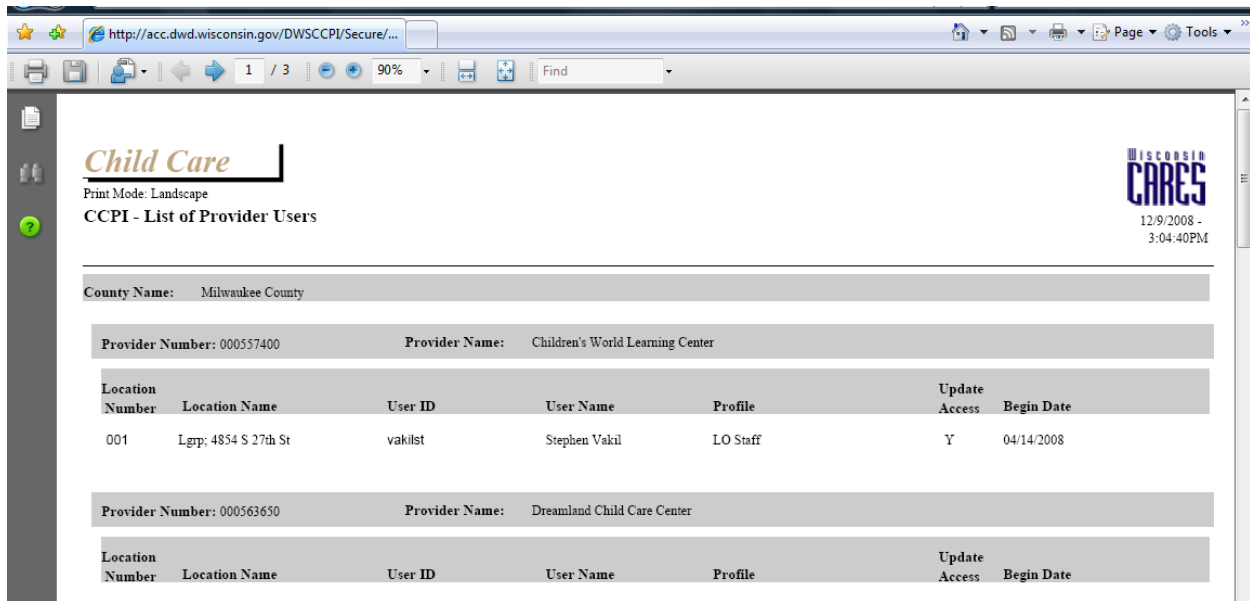 http://acc.dwd.wisconsin.gov/DWSCCPI/Secure/...
Page Tools »
1 / 3 90% Find
Child Care
Wisconsin
CARES
Print Mode: Landscape
CCPI - List of Provider Users
12/9/2008 -
3:04:40PM
County Name: Milwaukee County
Provider Number: 000557400 Provider Name: Children's World Learning Center
Location Update
Number Location Name User ID User Name Profile Access Begin Date
001 Lgrp; 4854 S 27th St vakilst Stephen Vakil LO Staff Y 04/14/2008
Provider Number: 000563650 Provider Name: Dreamland Child Care Center
Location Update
Number Location Name User ID User Name Profile Access Begin Date